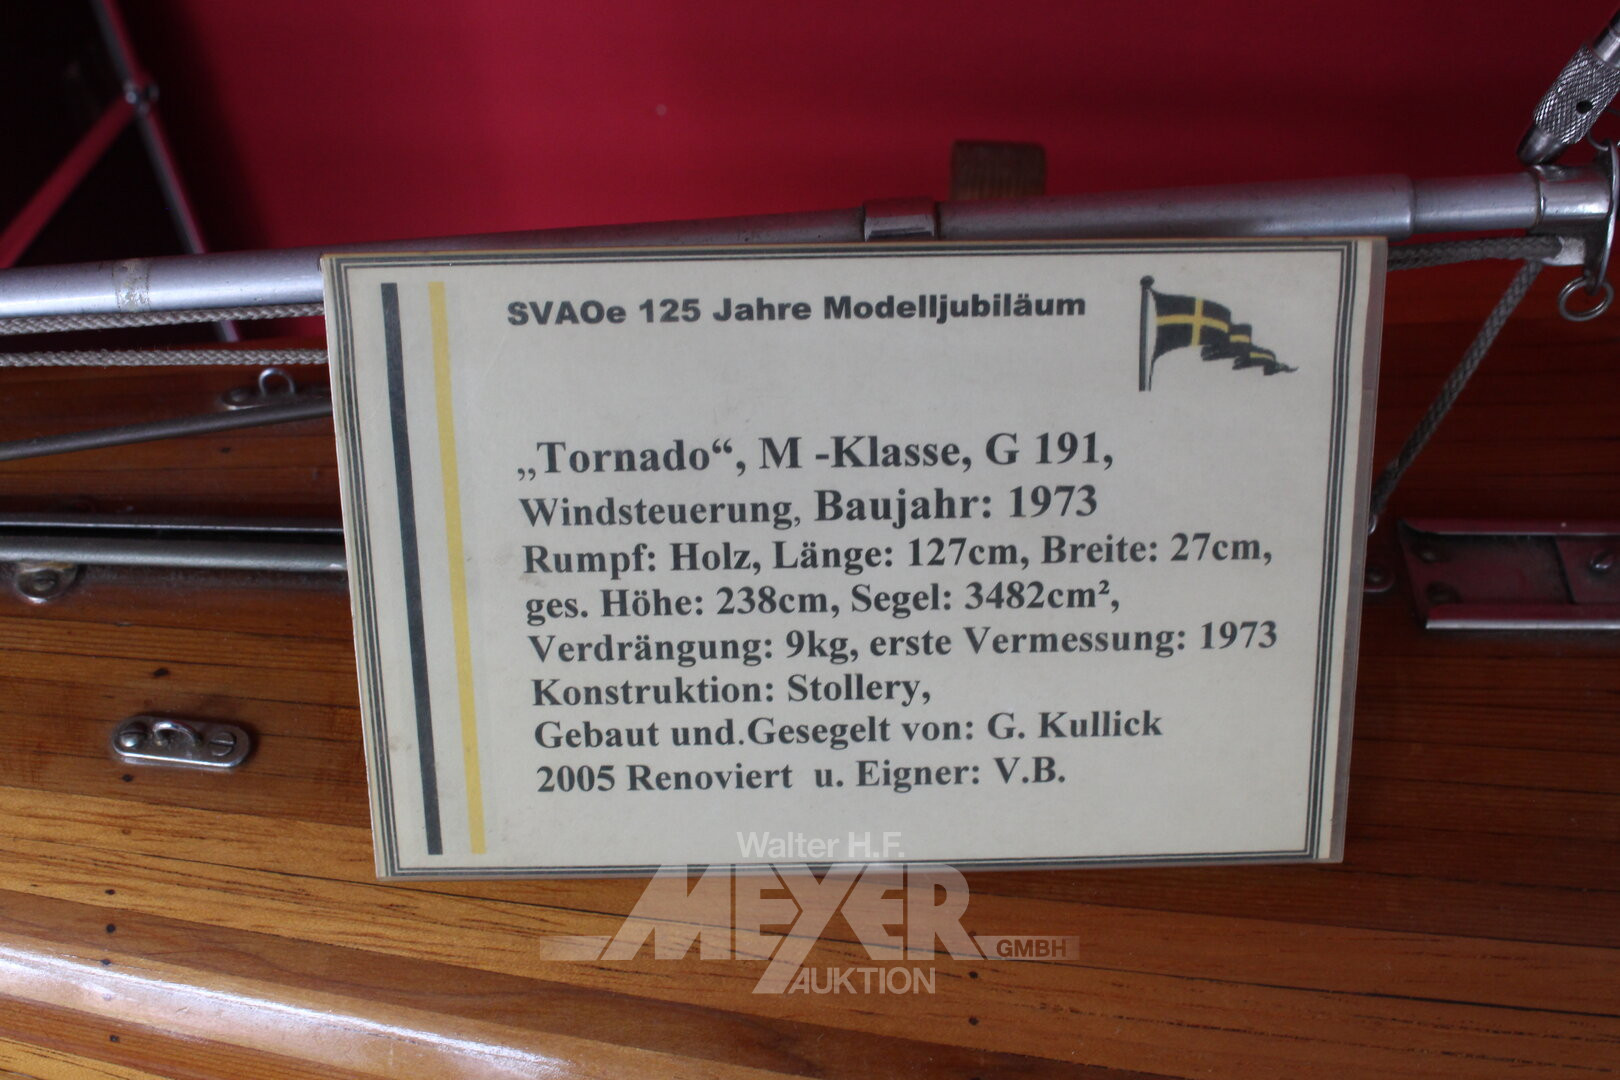 SVAOe 125 Jahre Modelljubiläum
„Tornado“, M -Klasse, G 191,
Windsteuerung, Baujahr: 1973
Rumpf: Holz, Länge: 127cm, Breite: 27cm,
ges. Höhe: 238cm, Segel: 3482cm²,
Verdrängung: 9kg, erste Vermessung: 1973
Konstruktion: Stollery,
Gebaut und.Gesegelt von: G. Kullick
2005 Renoviert  u. Eigner: V.B.
Walter H.F.
MEYER
GMBH
AUKTION